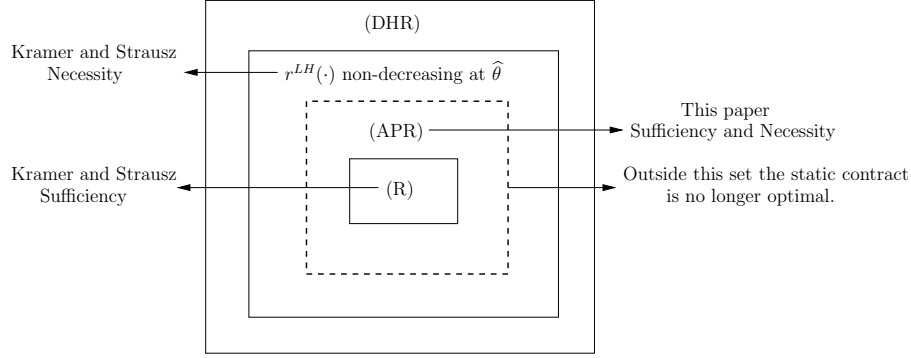 (DHR)
Kramer and Strausz
Necessity
r^{LH}(·) non-decreasing at \widehat{θ}
This paper
Sufficiency and Necessity
(APR)
Kramer and Strausz
Sufficiency
(R)
Outside this set the static contract
is no longer optimal.